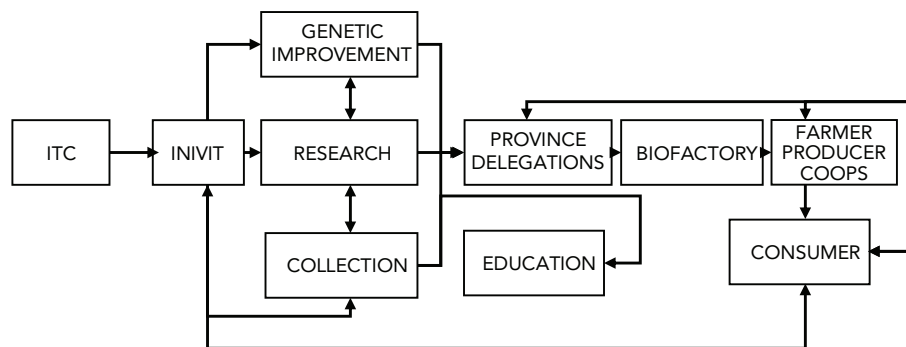 GENETIC
IMPROVEMENT
ITC
INIVIT
RESEARCH
PROVINCE
DELEGATIONS
BIOFACTORY
FARMER
PRODUCER
COOPS
COLLECTION
EDUCATION
CONSUMER